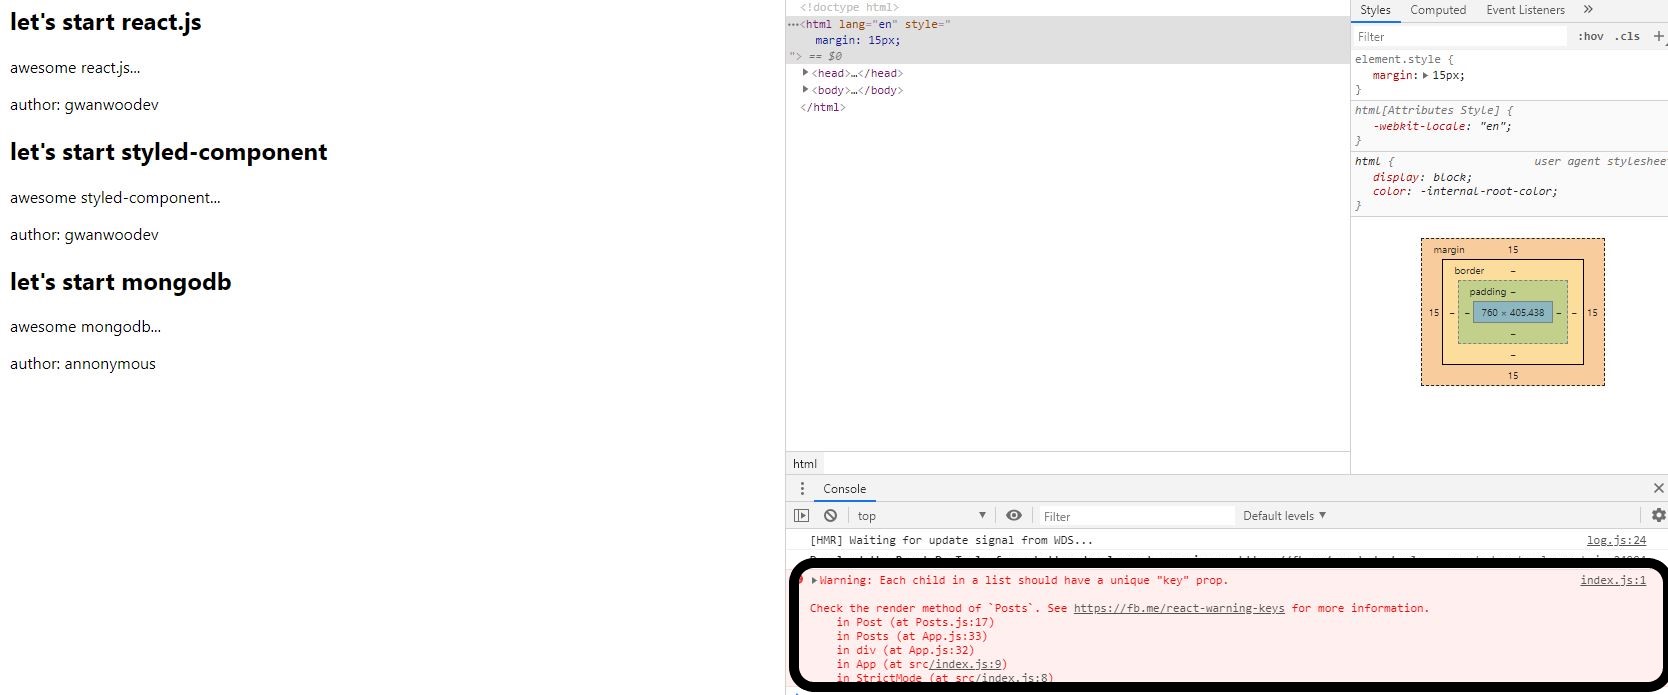 let's start react.js
awesome react.js...
author: gwanwoodev
let's start styled-component
awesome styled-component...
author: gwanwoodev
let's start mongodb
awesome mongodb...
author: annonymous
<!doctype html>
…<html lang="en" style="
margin: 15px;
"> == $0
<head>…</head>
<body>…</body>
</html>
html
Styles Computed Event Listeners »
Filter :hov .cls +
element.style {
margin: 15px;
}
html[Attributes Style] {
-webkit-locale: "en";
}
html { user agent styleshee
display: block;
color: -internal-root-color;
}
margin 15
border –
padding –
15 – – 760 × 405.438 – – 15
–
–
15
Console
top Filter Default levels
[HMR] Waiting for update signal from WDS... log.js:24
Warning: Each child in a list should have a unique "key" prop. index.js:1
Check the render method of `Posts`. See https://fb.me/react-warning-keys for more information.
in Post (at Posts.js:17)
in Posts (at App.js:33)
in div (at App.js:32)
in App (at src/index.js:9)
in StrictMode (at src/index.js:8)